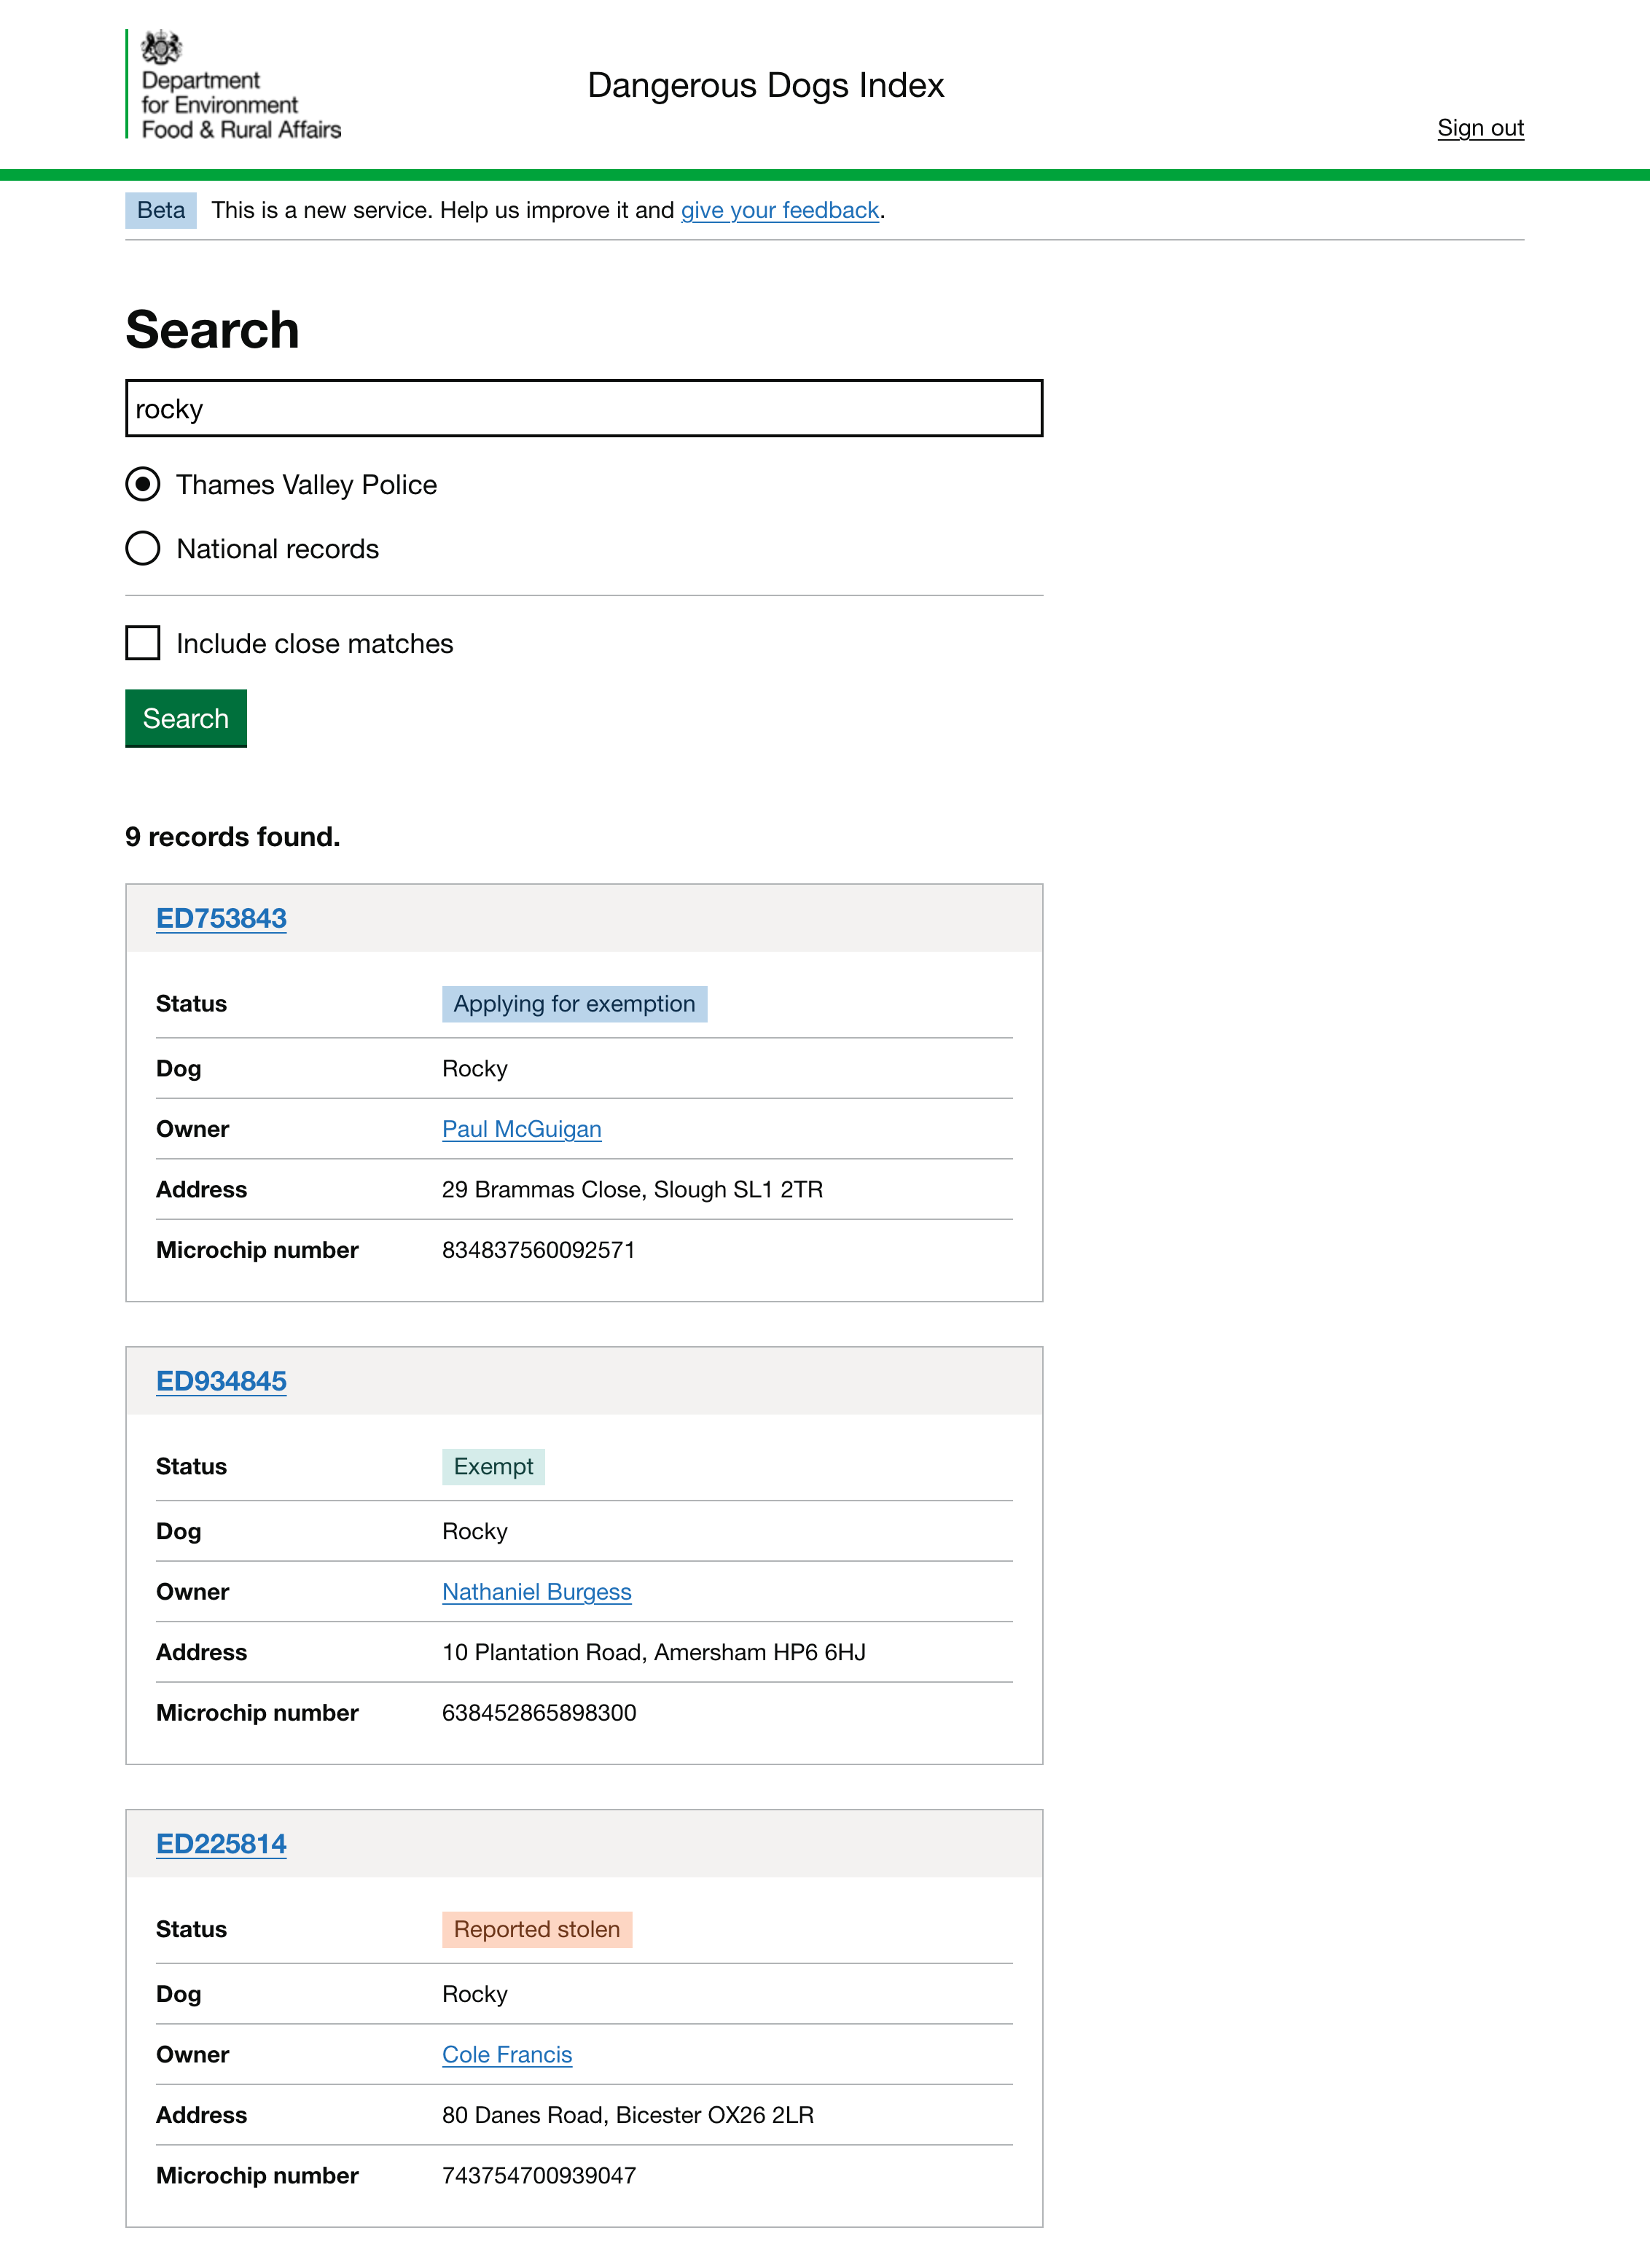 Department
for Environment
Food & Rural Affairs
Dangerous Dogs Index
Sign out
Beta This is a new service. Help us improve it and give your feedback.
Search
rocky
Thames Valley Police
National records
Include close matches
Search
9 records found.
ED753843
Status Applying for exemption
Dog Rocky
Owner Paul McGuigan
Address 29 Brammas Close, Slough SL1 2TR
Microchip number 834837560092571
ED934845
Status Exempt
Dog Rocky
Owner Nathaniel Burgess
Address 10 Plantation Road, Amersham HP6 6HJ
Microchip number 638452865898300
ED225814
Status Reported stolen
Dog Rocky
Owner Cole Francis
Address 80 Danes Road, Bicester OX26 2LR
Microchip number 743754700939047